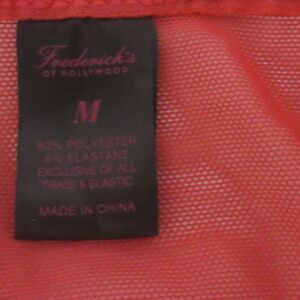 Frederick's
OF HOLLYWOOD
M
92% POLYESTER
8% ELASTANE
EXCLUSIVE OF ALL
TRIMS & ELASTIC
MADE IN CHINA